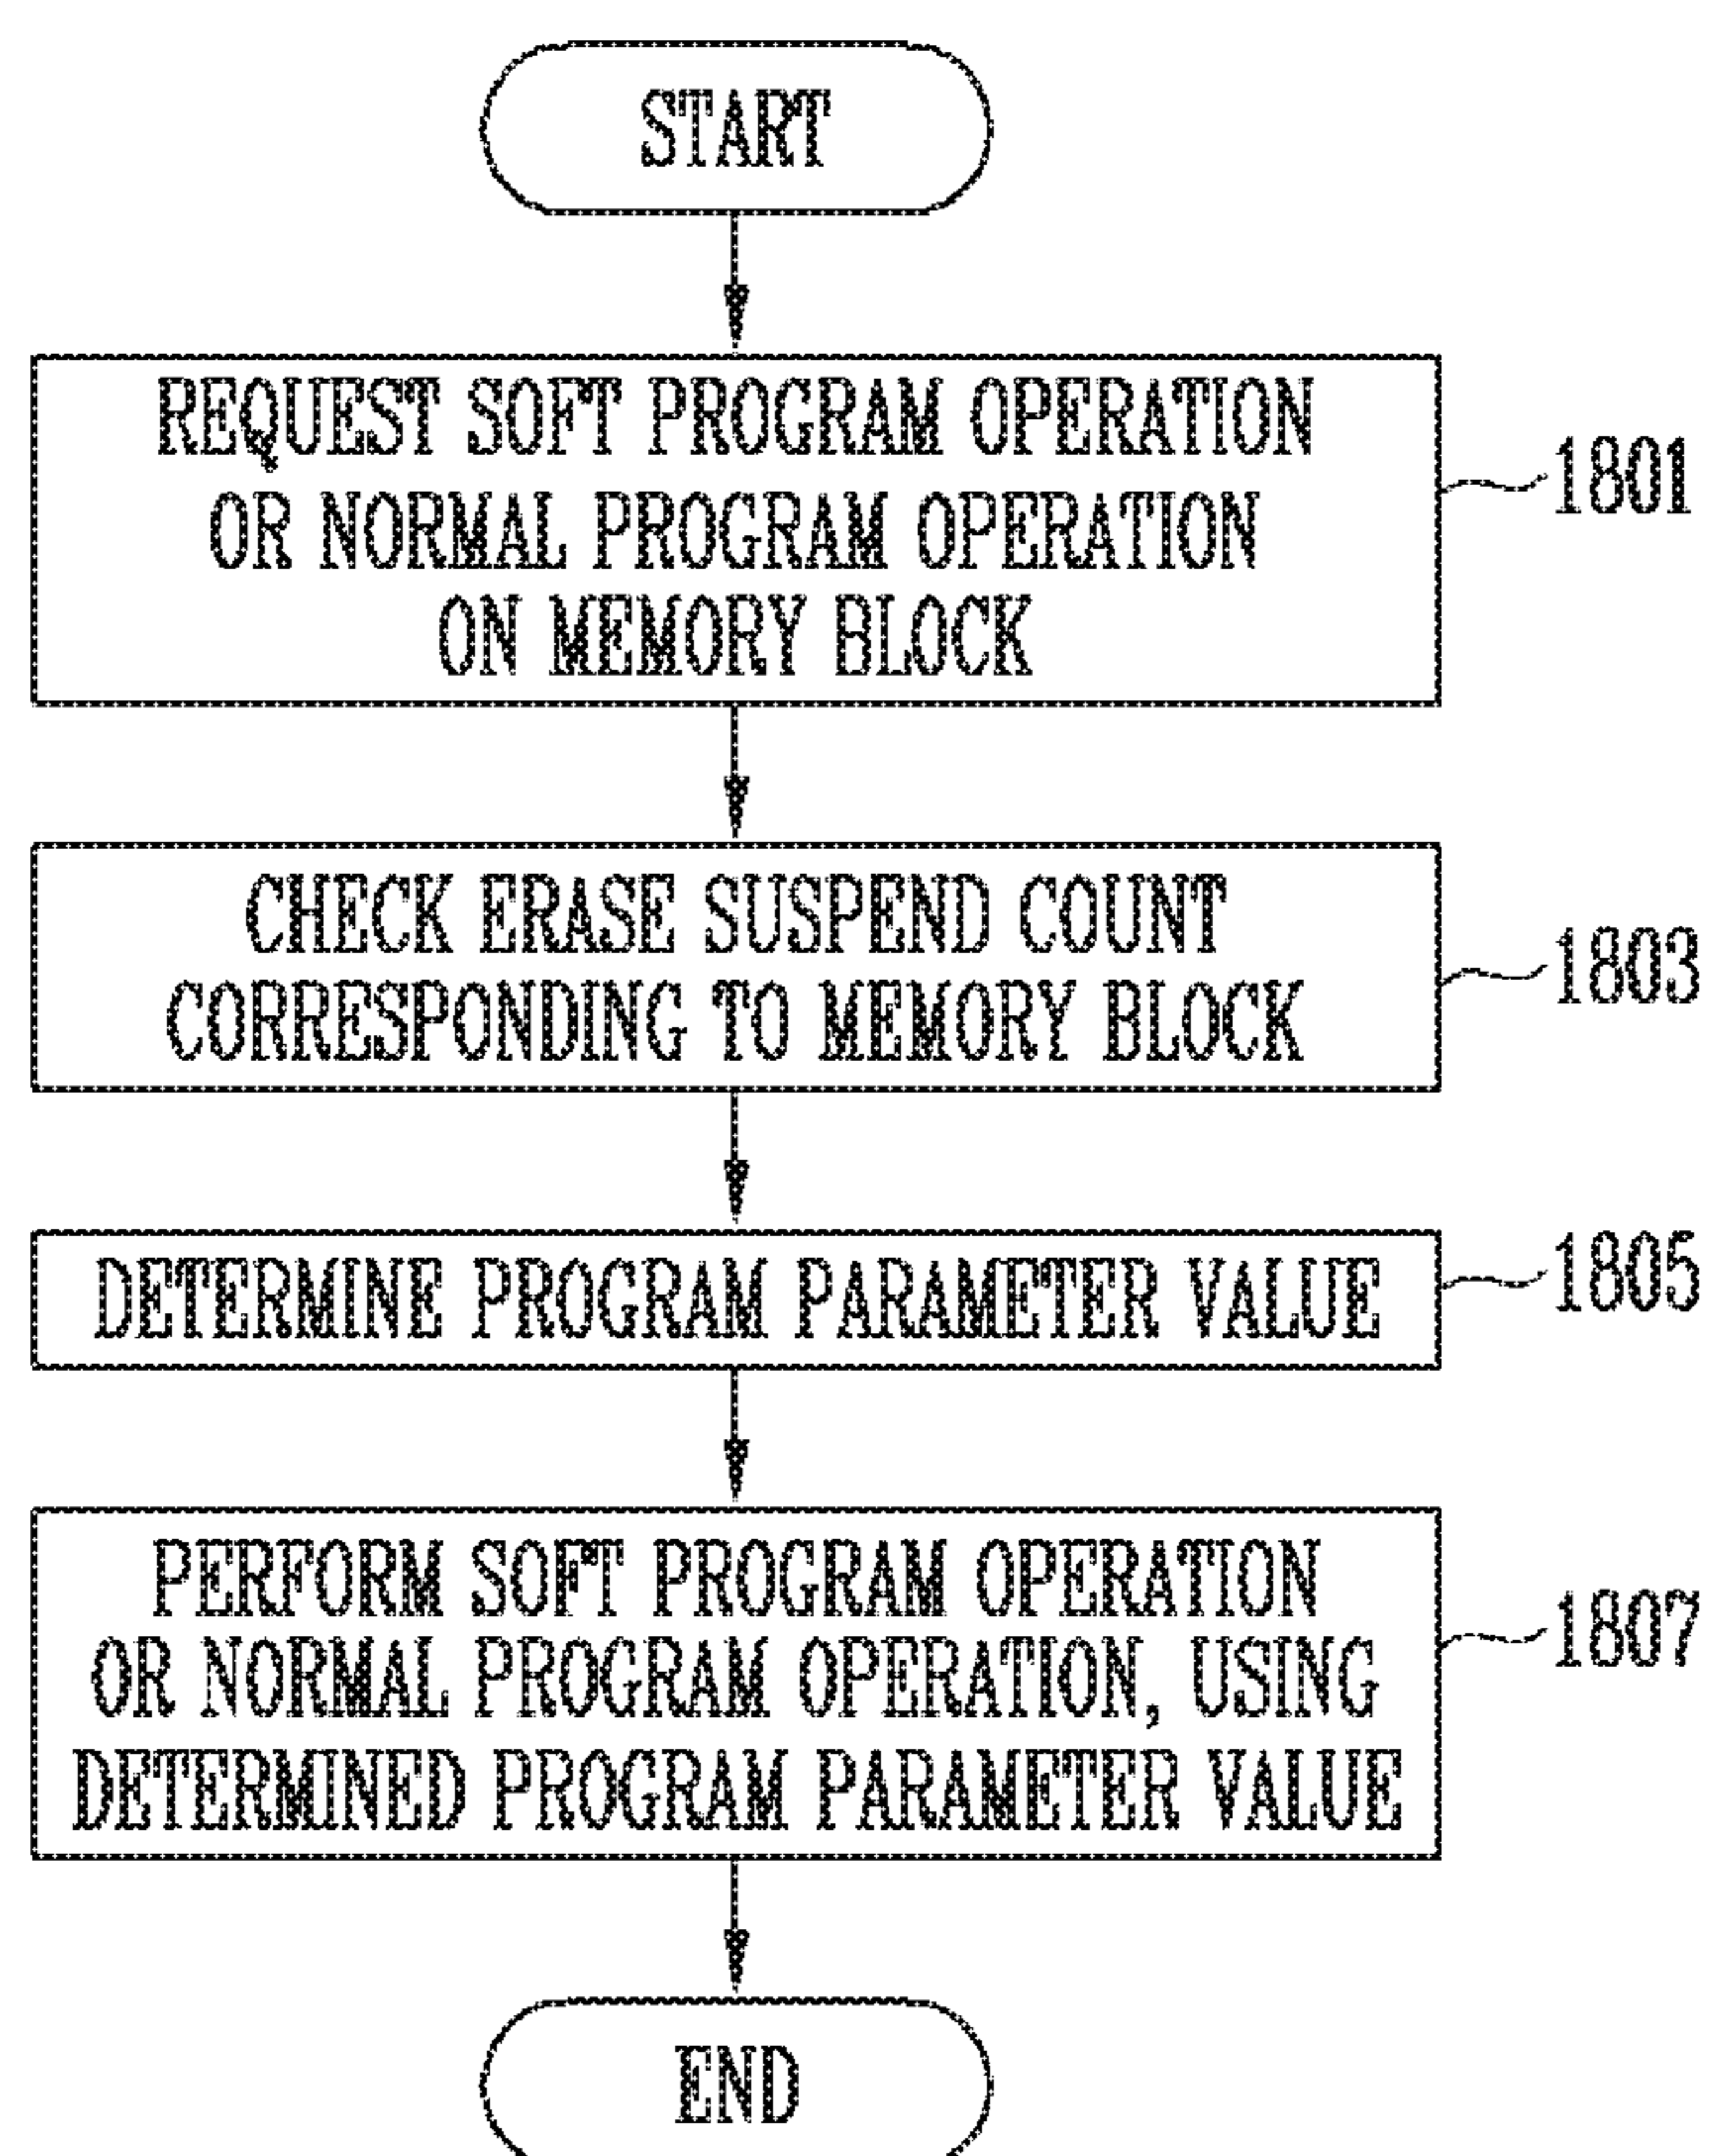 START
REQUEST SOFT PROGRAM OPERATION
OR NORMAL PROGRAM OPERATION
ON MEMORY BLOCK
1801
CHECK ERASE SUSPEND COUNT
CORRESPONDING TO MEMORY BLOCK
1803
DETERMINE PROGRAM PARAMETER VALUE
1805
PERFORM SOFT PROGRAM OPERATION
OR NORMAL PROGRAM OPERATION, USING
DETERMINED PROGRAM PARAMETER VALUE
1807
END